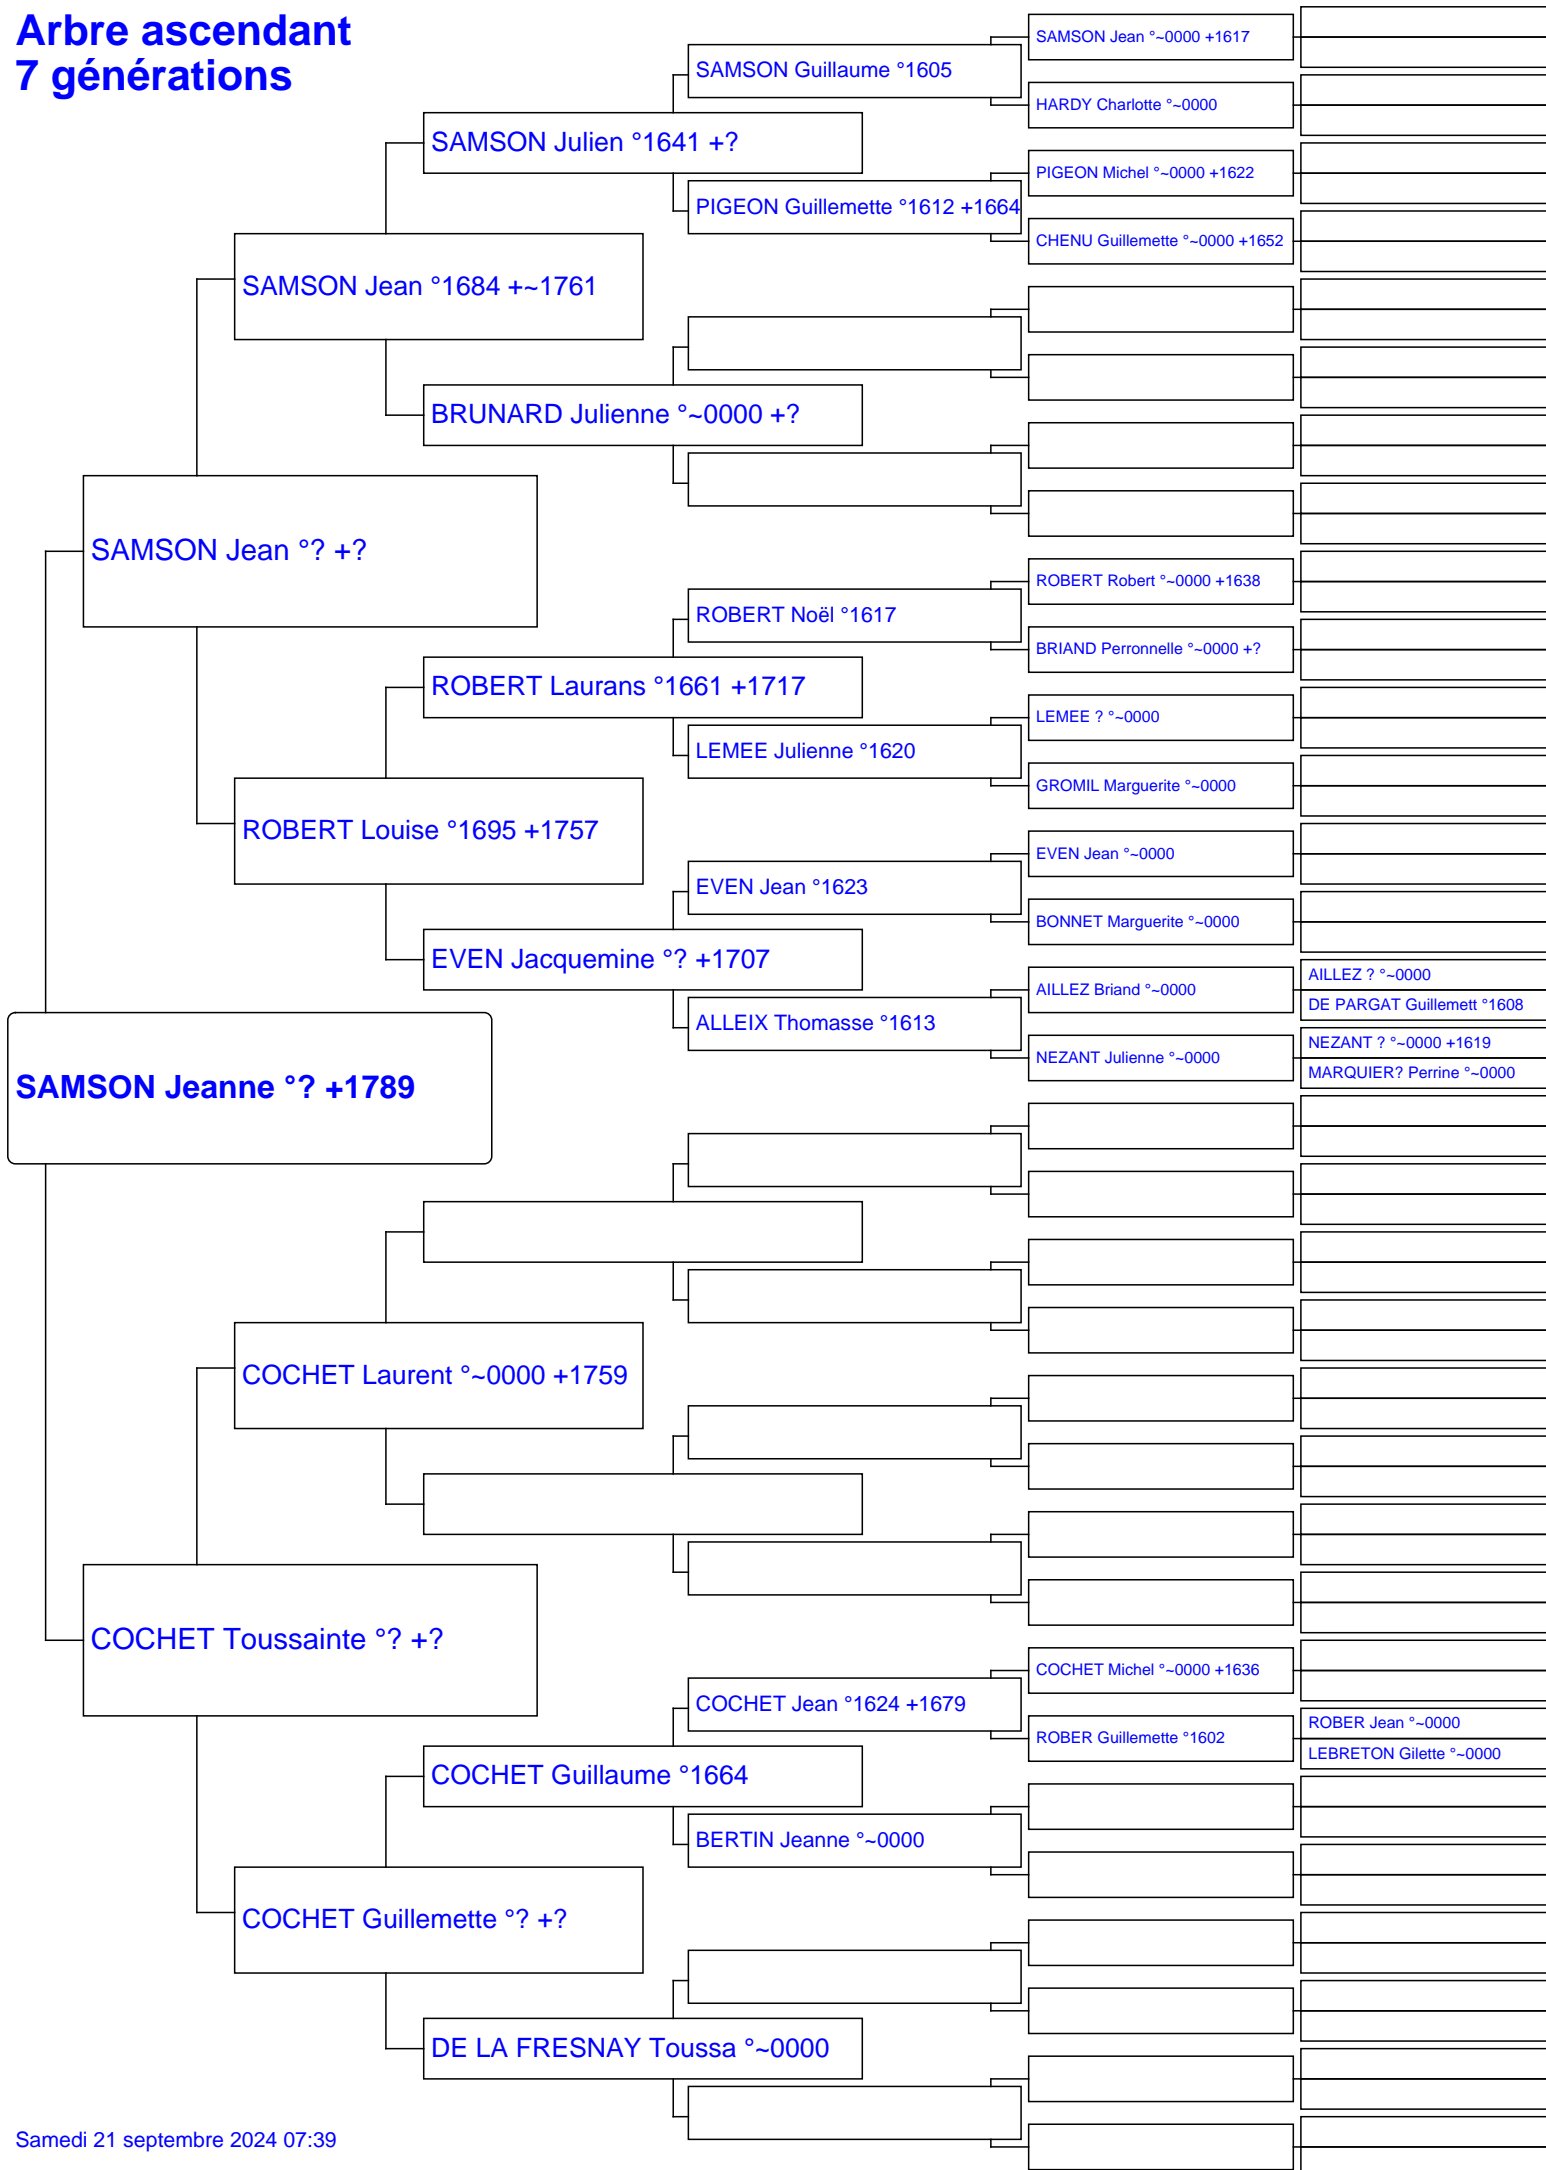 Arbre ascendant
7 générations
SAMSON Jean °~0000 +1617
SAMSON Guillaume °1605
HARDY Charlotte °~0000
SAMSON Julien °1641 +?
PIGEON Michel °~0000 +1622
PIGEON Guillemette °1612 +1664
CHENU Guillemette °~0000 +1652
SAMSON Jean °1684 +~1761
BRUNARD Julienne °~0000 +?
SAMSON Jean °? +?
ROBERT Robert °~0000 +1638
ROBERT Noël °1617
BRIAND Perronnelle °~0000 +?
ROBERT Laurans °1661 +1717
LEMEE ? °~0000
LEMEE Julienne °1620
GROMIL Marguerite °~0000
ROBERT Louise °1695 +1757
EVEN Jean °~0000
EVEN Jean °1623
BONNET Marguerite °~0000
EVEN Jacquemine °? +1707
AILLEZ ? °~0000
AILLEZ Briand °~0000
DE PARGAT Guillemett °1608
ALLEIX Thomasse °1613
NEZANT ? °~0000 +1619
NEZANT Julienne °~0000
MARQUIER? Perrine °~0000
SAMSON Jeanne °? +1789
COCHET Laurent °~0000 +1759
COCHET Toussainte °? +?
COCHET Michel °~0000 +1636
COCHET Jean °1624 +1679
ROBER Jean °~0000
ROBER Guillemette °1602
LEBRETON Gilette °~0000
COCHET Guillaume °1664
BERTIN Jeanne °~0000
COCHET Guillemette °? +?
DE LA FRESNAY Toussa °~0000
Samedi 21 septembre 2024 07:39